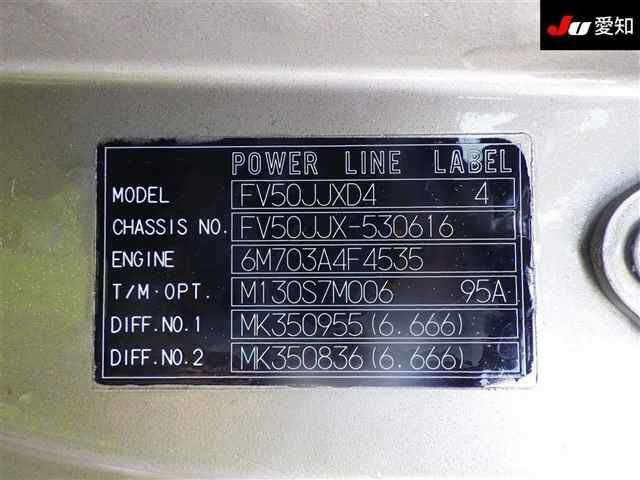 JU 愛知
POWER LINE LABEL
MODEL FV50JJXD4 4
CHASSIS NO. FV50JJX-530616
ENGINE 6M703A4F4535
T/M·OPT. M130S7M006 95A
DIFF.NO.1 MK350955(6.666)
DIFF.NO.2 MK350836(6.666)